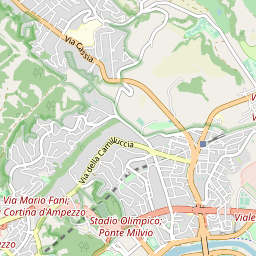 Via Cassia
Via della Camilluccia
Via Mario Fani;
Cortina d'Ampezzo
Stadio Olimpico;
Ponte Milvio
Viale